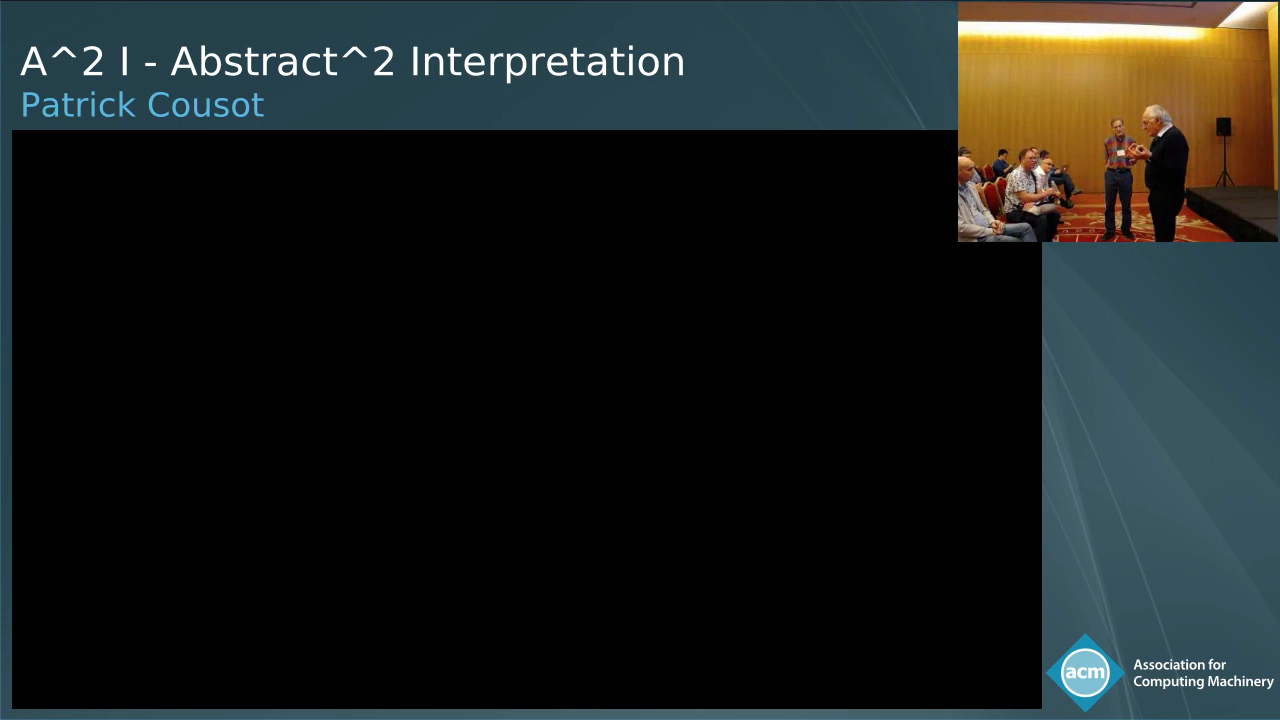 A^2 I - Abstract^2 Interpretation
Patrick Cousot
acm
Association for
Computing Machinery